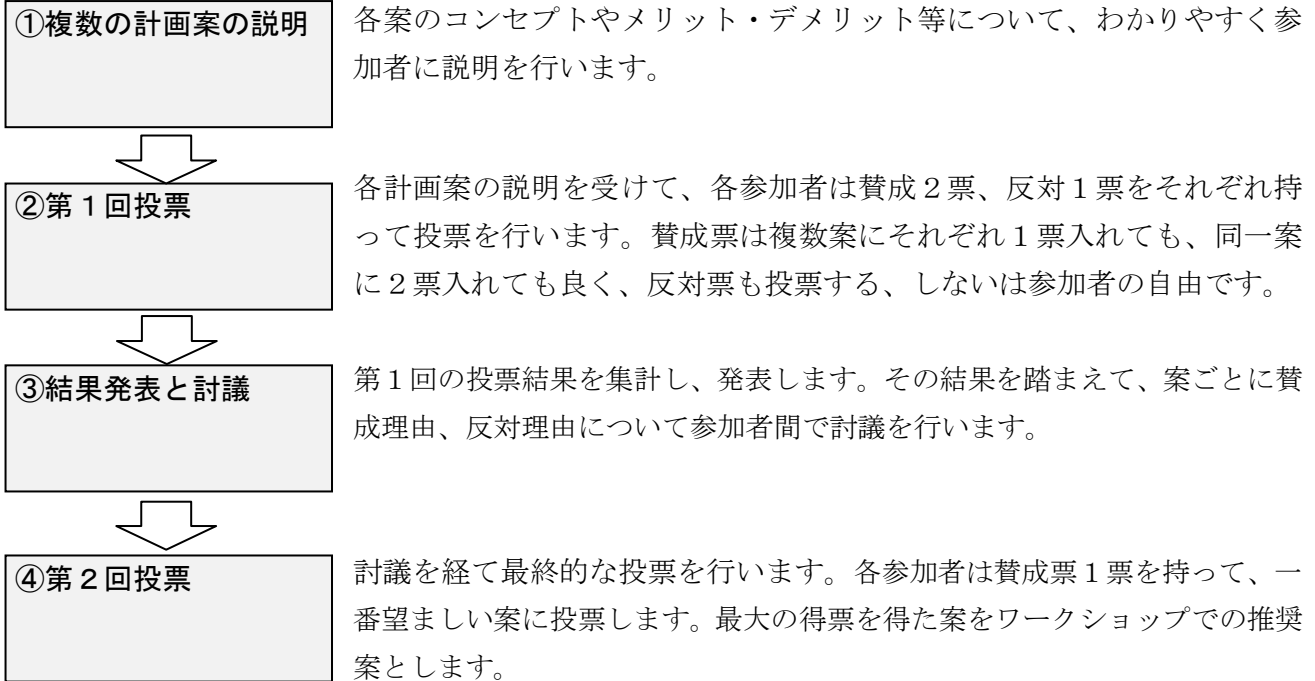 ①複数の計画案の説明
各案のコンセプトやメリット・デメリット等について、わかりやすく参
加者に説明を行います。
②第１回投票
各計画案の説明を受けて、各参加者は賛成２票、反対１票をそれぞれ持
って投票を行います。賛成票は複数案にそれぞれ１票入れても、同一案
に２票入れても良く、反対票も投票する、しないは参加者の自由です。
③結果発表と討議
第１回の投票結果を集計し、発表します。その結果を踏まえて、案ごとに賛
成理由、反対理由について参加者間で討議を行います。
④第２回投票
討議を経て最終的な投票を行います。各参加者は賛成票１票を持って、一
番望ましい案に投票します。最大の得票を得た案をワークショップでの推奨
案とします。